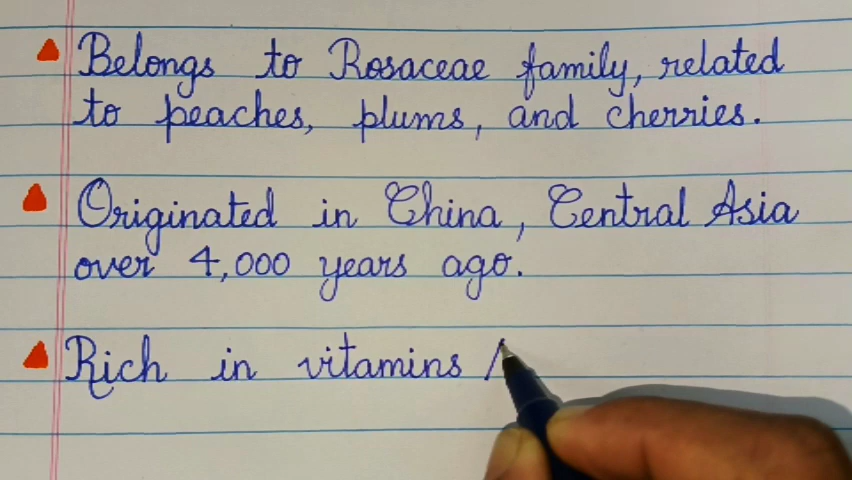 Belongs to Rosaceae family, related
to peaches, plums, and cherries.
Originated in China, Central Asia
over 4,000 years ago.
Rich in vitamins